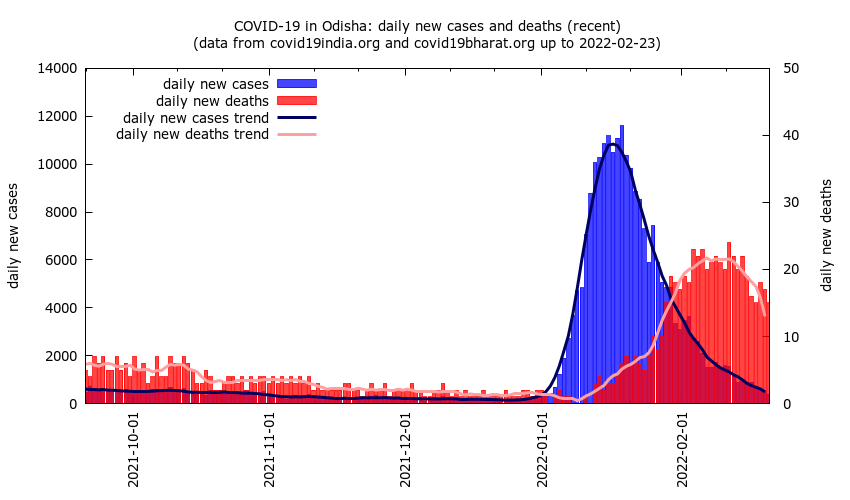 COVID-19 in Odisha: daily new cases and deaths (recent)
(data from covid19india.org and covid19bharat.org up to 2022-02-23)
daily new cases
daily new deaths
daily new cases trend
daily new deaths trend
14000
12000
10000
8000
6000
4000
2000
0
daily new cases
50
40
30
20
10
0
daily new deaths
2021-10-01
2021-11-01
2021-12-01
2022-01-01
2022-02-01